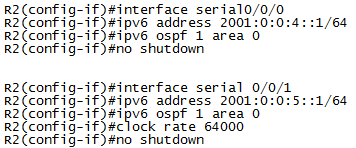 R2(config-if)#interface serial0/0/0
R2(config-if)#ipv6 address 2001:0:0:4::1/64
R2(config-if)#ipv6 ospf 1 area 0
R2(config-if)#no shutdown
R2(config-if)#interface serial 0/0/1
R2(config-if)#ipv6 address 2001:0:0:5::1/64
R2(config-if)#ipv6 ospf 1 area 0
R2(config-if)#clock rate 64000
R2(config-if)#no shutdown